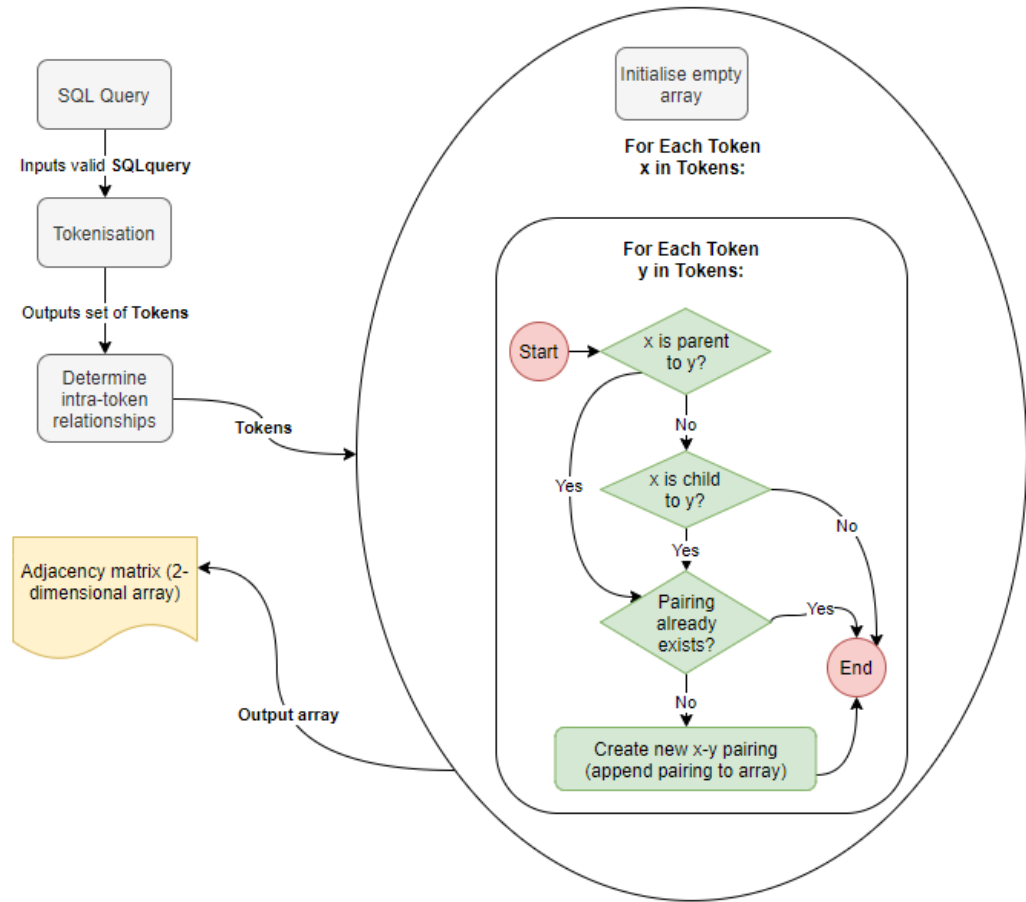 SQL Query
Inputs valid SQLquery
Tokenisation
Outputs set of Tokens
Determine
intra-token
relationships
Tokens
Initialise empty
array
For Each Token
x in Tokens:
For Each Token
y in Tokens:
Start
x is parent
to y?
No
Yes
x is child
to y?
No
Yes
Pairing
already
exists?
Yes
End
No
Create new x-y pairing
(append pairing to array)
Adjacency matrix (2-
dimensional array)
Output array